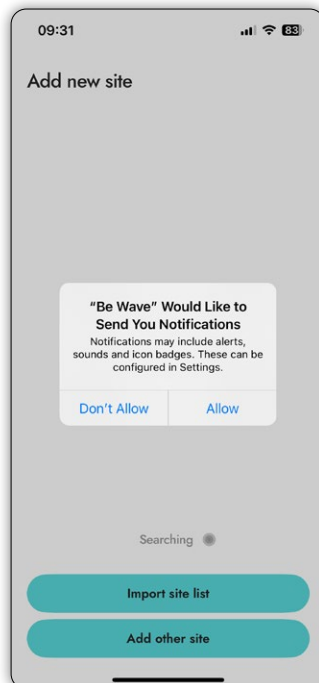 09:31
83
Add new site
“Be Wave” Would Like to
Send You Notifications
Notifications may include alerts,
sounds and icon badges. These can be
configured in Settings.
Don't Allow
Allow
Searching
Import site list
Add other site